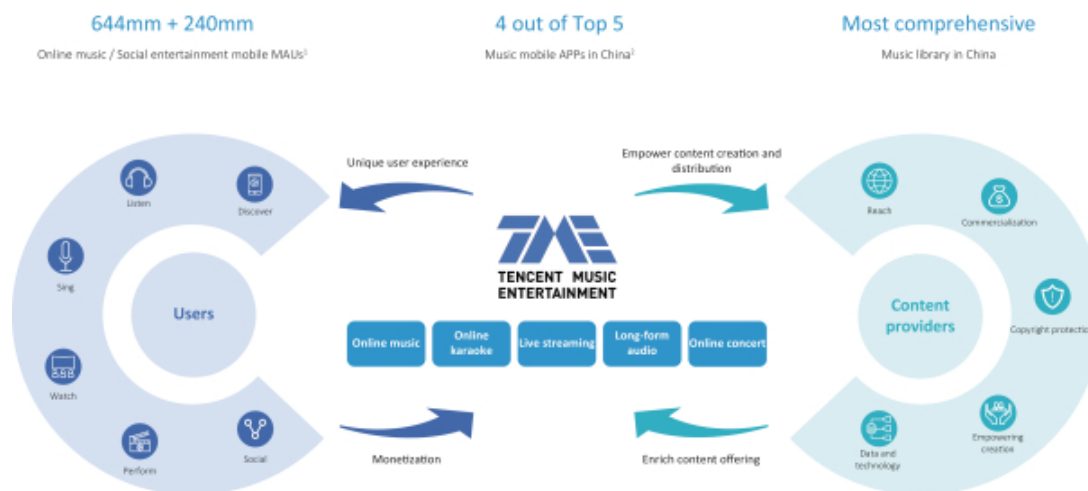 644mm + 240mm
Online music / Social entertainment mobile MAUs¹
4 out of Top 5
Music mobile APPs in China²
Most comprehensive
Music library in China
Listen
Discover
Sing
Users
Watch
Perform
Social
Unique user experience
Empower content creation and
distribution
TME
TENCENT MUSIC
ENTERTAINMENT
Online music
Online
karaoke
Live streaming
Long-form
audio
Online concert
Monetization
Enrich content offering
Reach
Commercialization
Content
providers
Copyright protection
Empowering
creation
Data and
technology